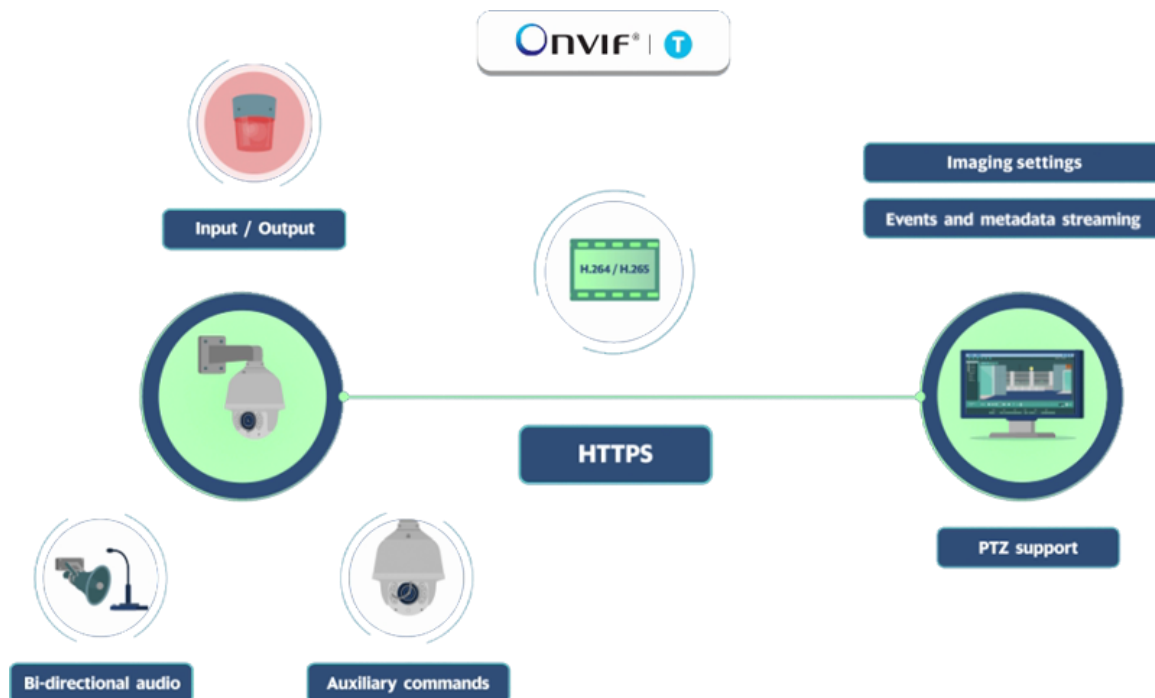 ONVIF® | T
Imaging settings
Input / Output
Events and metadata streaming
H.264 / H.265
HTTPS
PTZ support
Bi-directional audio
Auxiliary commands